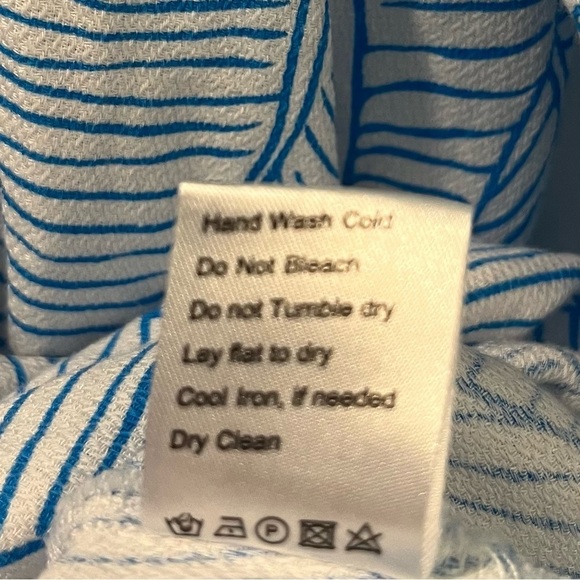 Hand Wash Cold
Do Not Bleach
Do not Tumble dry
Lay flat to dry
Cool Iron, if needed
Dry Clean
P